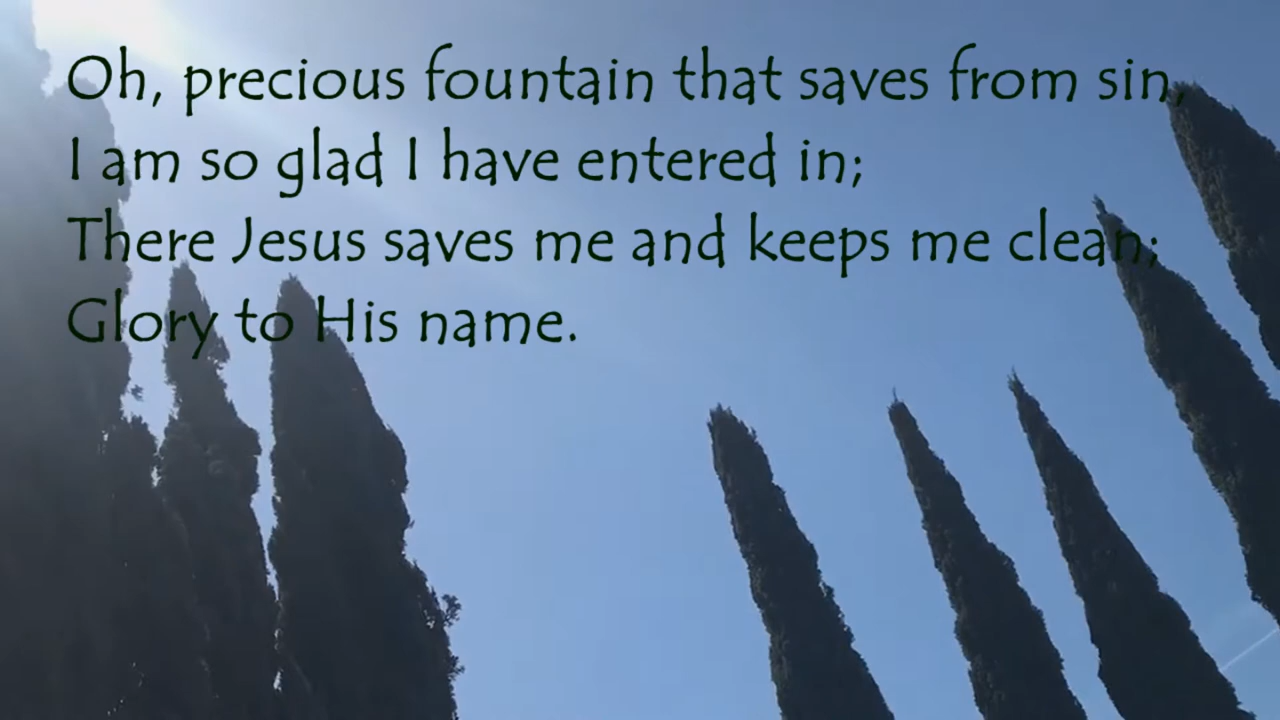 Oh, precious fountain that saves from sin,
I am so glad I have entered in;
There Jesus saves me and keeps me clean;
Glory to His name.